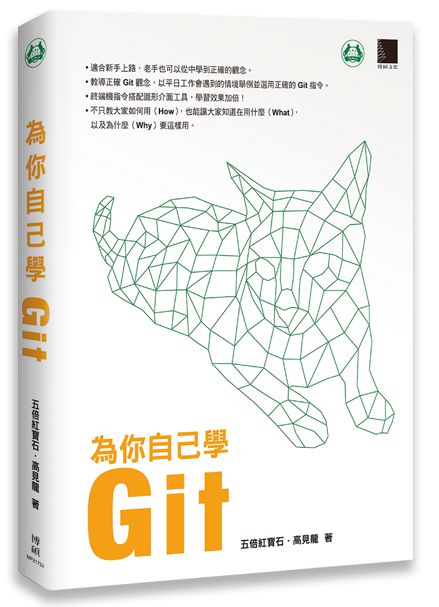 • 適合新手上路，老手也可以從中學到正確的觀念。
• 教導正確 Git 觀念，以平日工作會遇到的情境舉例並選用正確的 Git 指令。
• 終端機指令搭配圖形介面工具，學習效果加倍！
• 不只教大家如何用（How），也能讓大家知道在用什麼（What），
以及為什麼（Why）要這樣用。
博碩文化
為你自己學
Git
五倍紅寶石・高見龍 著
為你自己學
Git
五倍紅寶石・高見龍 著
博碩
MP21752